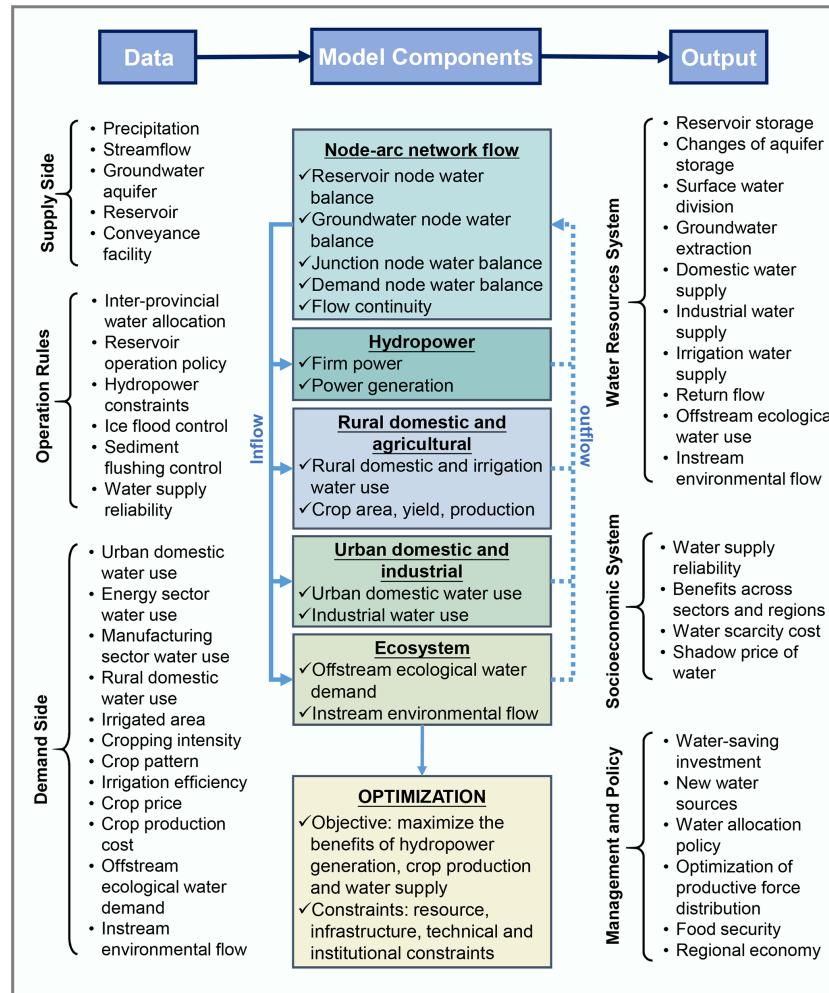 Data
Model Components
Output
Supply Side
• Precipitation
• Streamflow
• Groundwater
aquifer
• Reservoir
• Conveyance
facility
Operation Rules
• Inter-provincial
water allocation
• Reservoir
operation policy
• Hydropower
constraints
• Ice flood control
• Sediment
flushing control
• Water supply
reliability
Demand Side
• Urban domestic
water use
• Energy sector
water use
• Manufacturing
sector water use
• Rural domestic
water use
• Irrigated area
• Cropping intensity
• Crop pattern
• Irrigation efficiency
• Crop price
• Crop production
cost
• Offstream
ecological water
demand
• Instream
environmental flow
Inflow
Node-arc network flow
✓Reservoir node water
balance
✓Groundwater node water
balance
✓Junction node water balance
✓Demand node water balance
✓Flow continuity
Hydropower
✓Firm power
✓Power generation
Rural domestic and
agricultural
✓Rural domestic and irrigation
water use
✓Crop area, yield, production
Urban domestic and
industrial
✓Urban domestic water use
✓Industrial water use
Ecosystem
✓Offstream ecological water
demand
✓Instream environmental flow
outflow
OPTIMIZATION
✓Objective: maximize the
benefits of hydropower
generation, crop production
and water supply
✓Constraints: resource,
infrastructure, technical and
institutional constraints
Water Resources System
• Reservoir storage
• Changes of aquifer
storage
• Surface water
division
• Groundwater
extraction
• Domestic water
supply
• Industrial water
supply
• Irrigation water
supply
• Return flow
• Offstream ecological
water use
• Instream
environmental flow
Socioeconomic System
• Water supply
reliability
• Benefits across
sectors and regions
• Water scarcity cost
• Shadow price of
water
Management and Policy
• Water-saving
investment
• New water
sources
• Water allocation
policy
• Optimization of
productive force
distribution
• Food security
• Regional economy